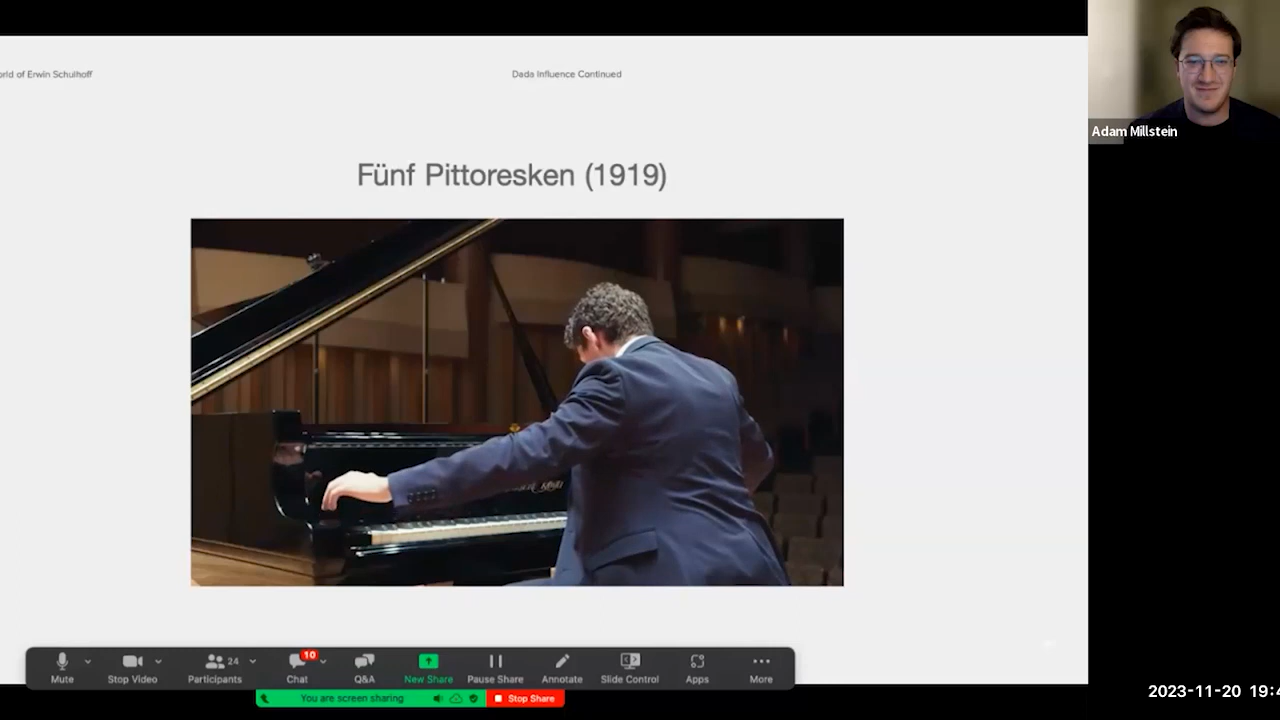 orld of Erwin Schulhoff
Dada Influence Continued
Fünf Pittoresken (1919)
Adam Millstein
Mute
Stop Video
24
Participants
10
Chat
Q&A
New Share
Pause Share
Annotate
Slide Control
Apps
More
You are screen sharing
Stop Share
2023-11-20 19:4